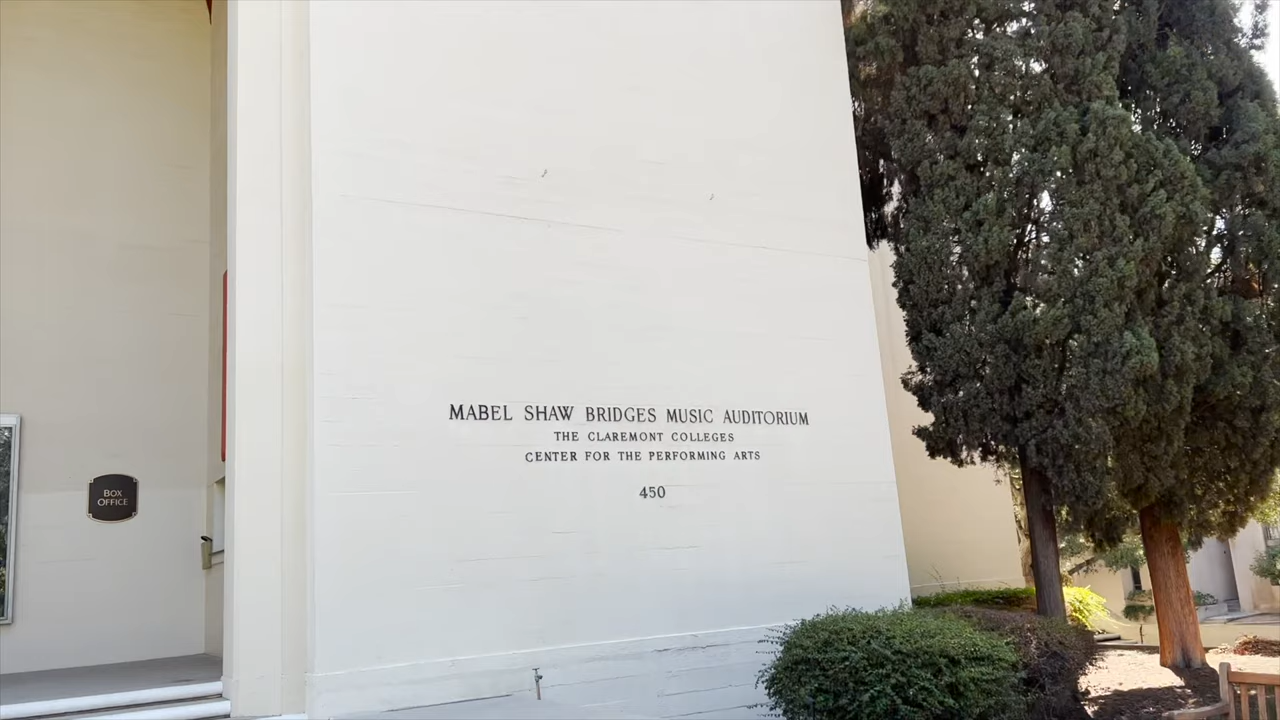 MABEL SHAW BRIDGES MUSIC AUDITORIUM
THE CLAREMONT COLLEGES
CENTER FOR THE PERFORMING ARTS
450
BOX
OFFICE